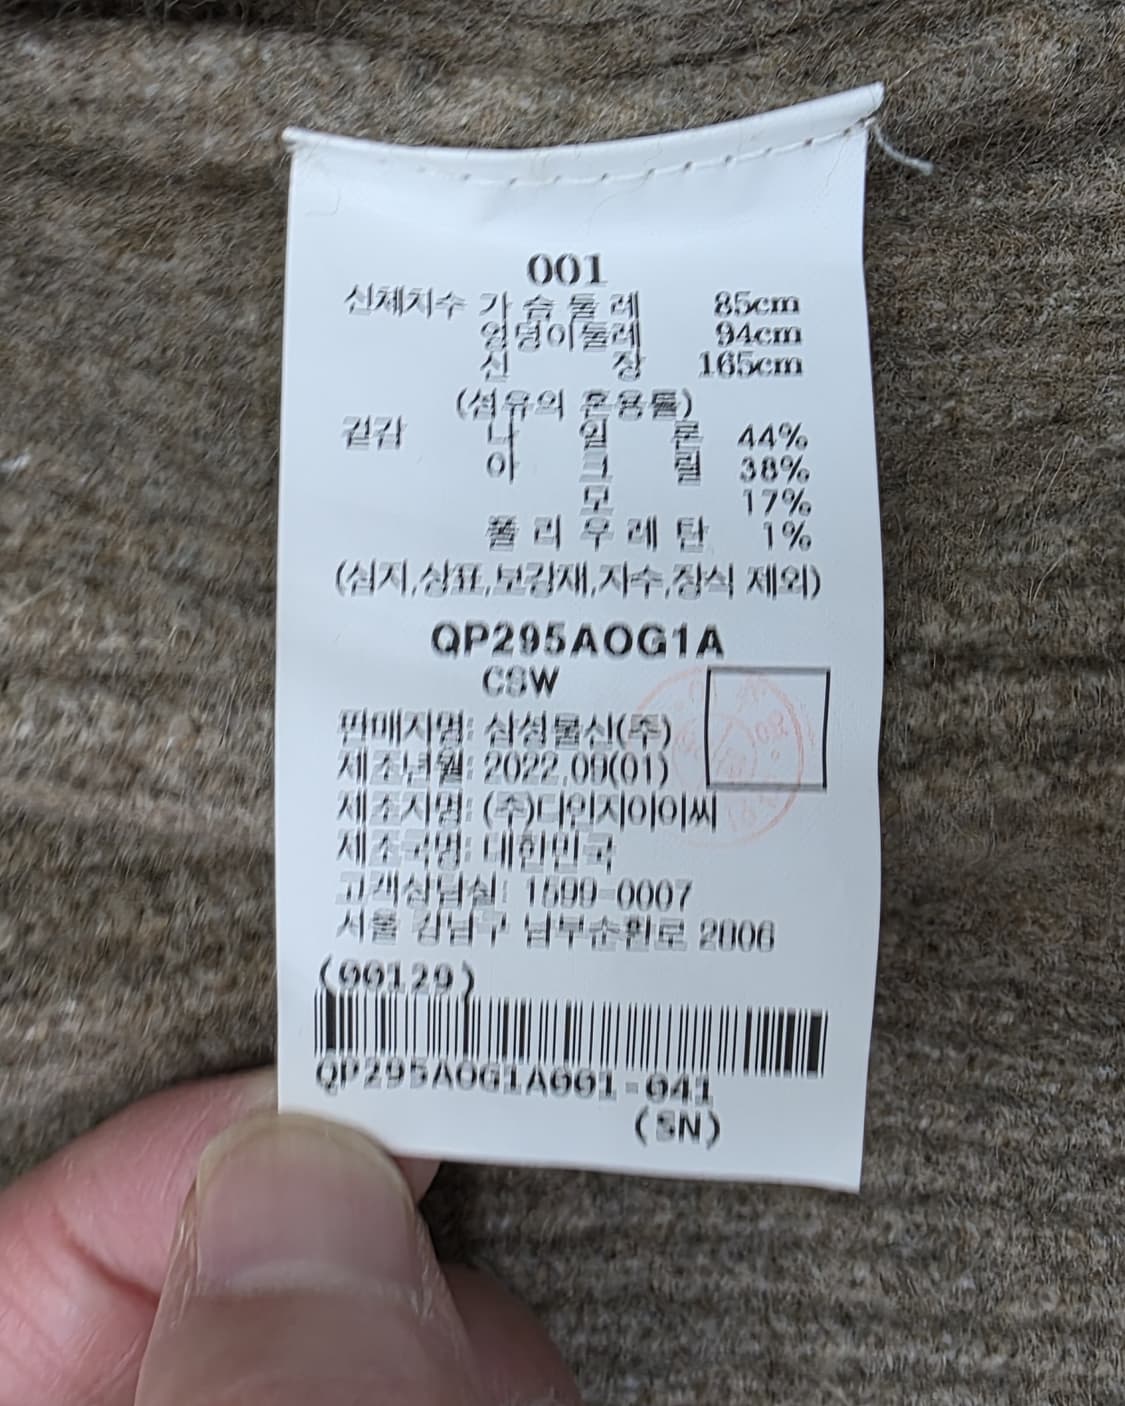 001
신체치수 가슴둘레 85cm
엉덩이둘레 94cm
신장 165cm
(섬유의 혼용률)
겉감 나일론 44%
아크릴 38%
모 17%
폴리우레탄 1%
(심지,상표,보강재,자수,장식 제외)
QP295AOG1A
CSW
판매자명: 삼성물산(주)
제조년월: 2022.09(01)
제조자명: (주)디인지이이씨
제조국명: 대한민국
고객상담실: 1599-0007
서울 강남구 남부순환로 2806
(00129)
QP295AOG1A001-041
(SN)